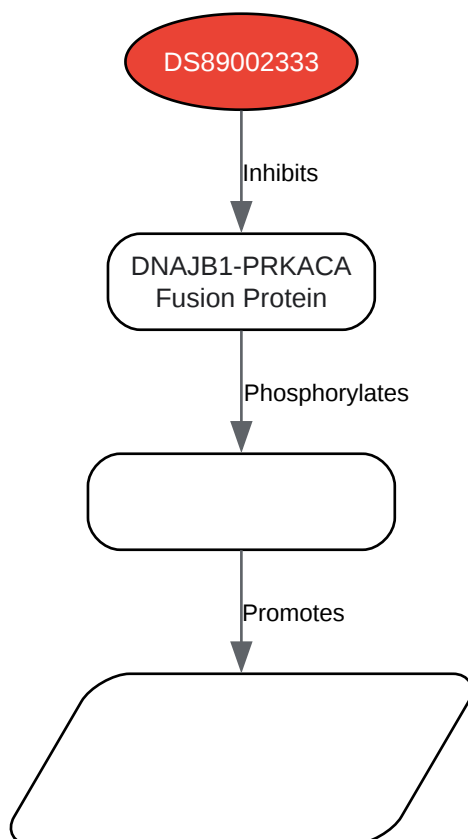 DS89002333
Inhibits
DNAJB1-PRKACA
Fusion Protein
Phosphorylates
Promotes